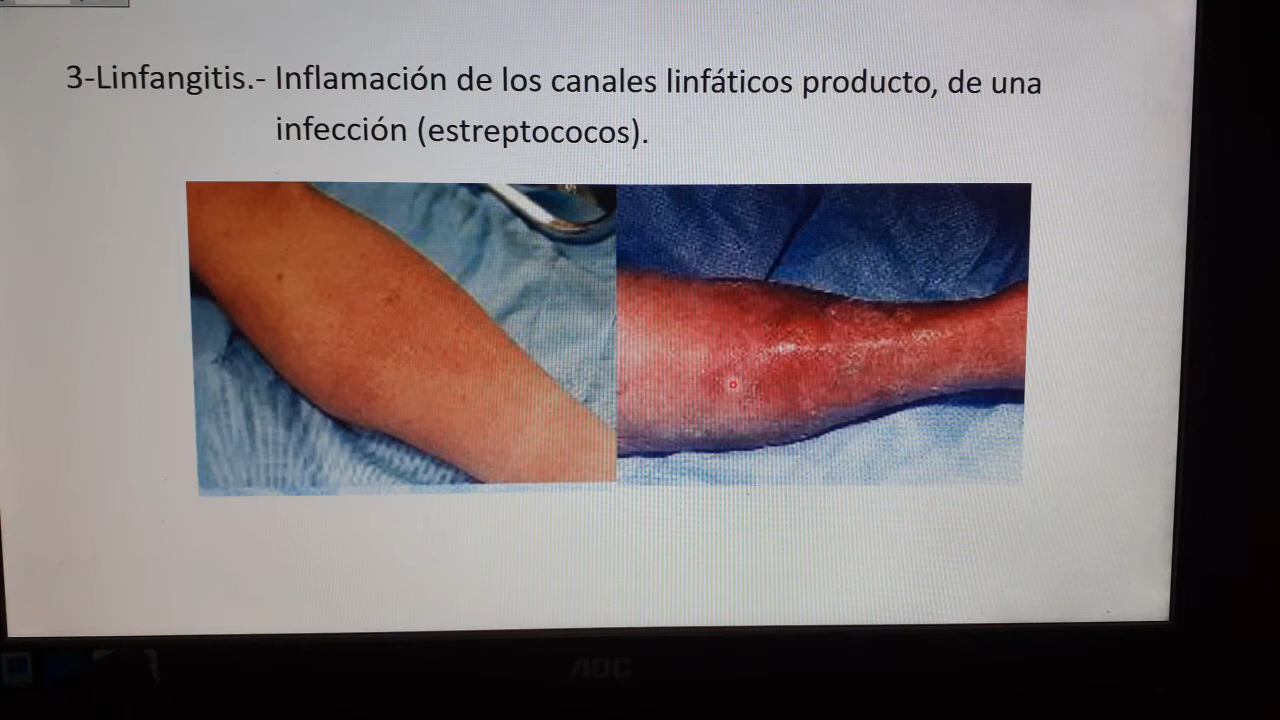 3-Linfangitis.- Inflamación de los canales linfáticos producto, de una
infección (estreptococos).
AOC